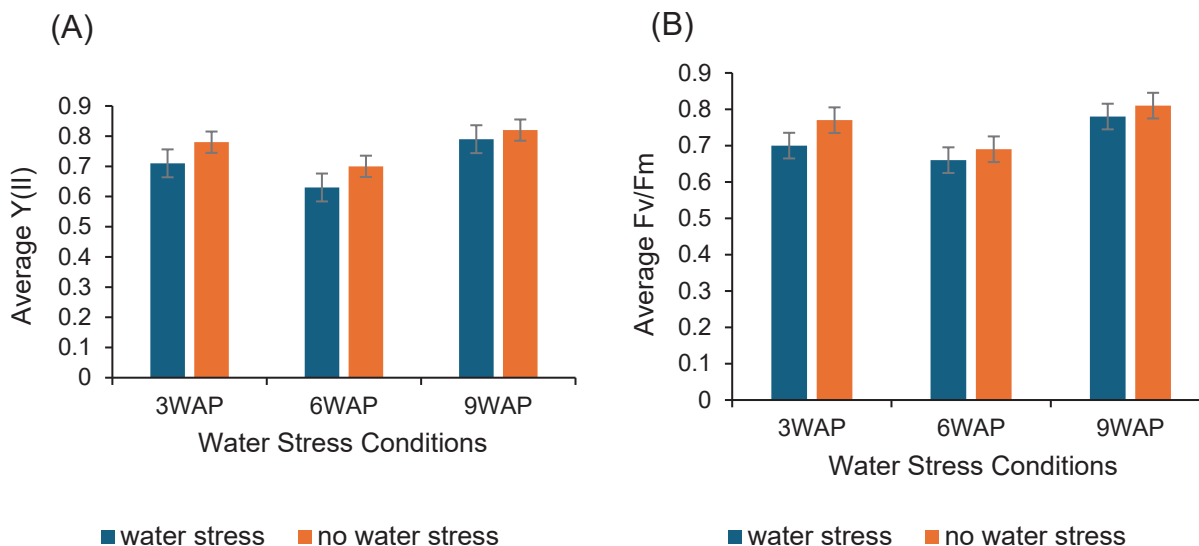 (A)
Average Y(II)
0.9
0.8
0.7
0.6
0.5
0.4
0.3
0.2
0.1
0
3WAP 6WAP 9WAP
Water Stress Conditions
water stress no water stress
(B)
Average Fv/Fm
0.9
0.8
0.7
0.6
0.5
0.4
0.3
0.2
0.1
0
3WAP 6WAP 9WAP
Water Stress Conditions
water stress no water stress